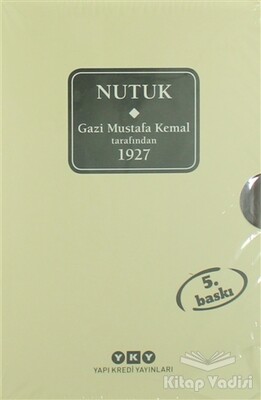 NUTUK
Gazi Mustafa Kemal
tarafından
1927
5.
baskı
YKY
YAPI KREDİ YAYINLARI
Kitap Vadisi